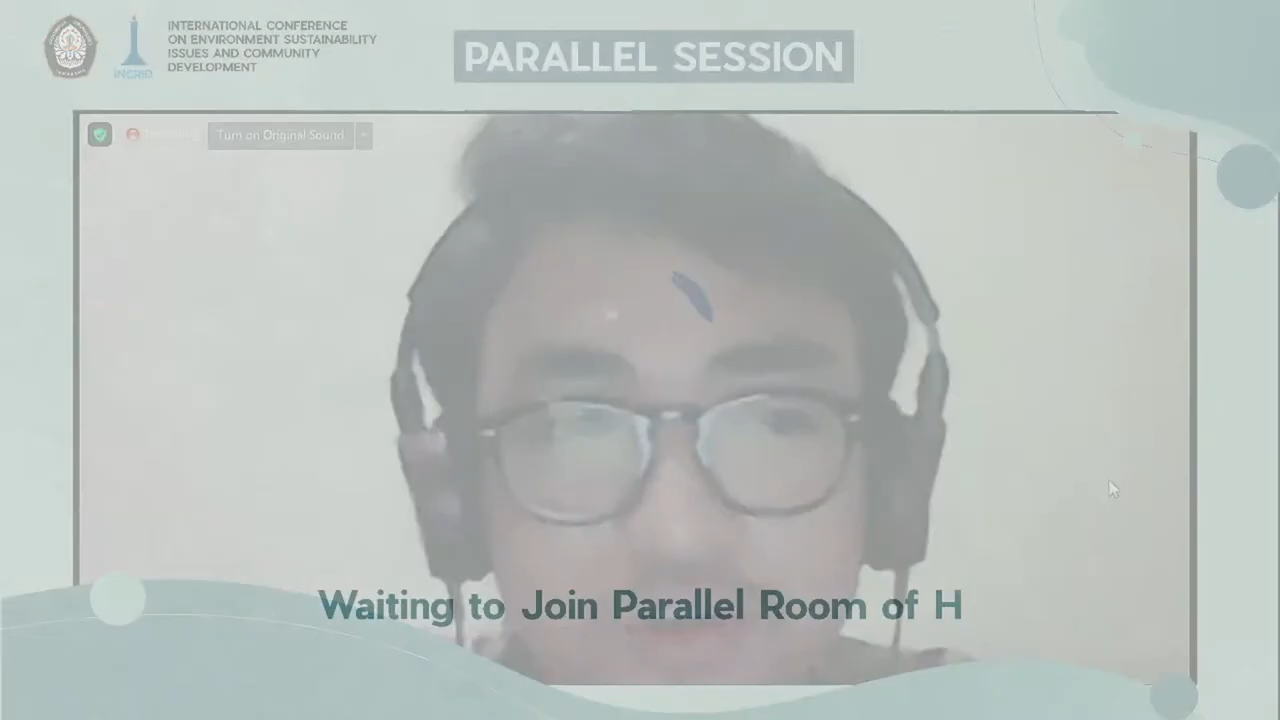 INTERNATIONAL CONFERENCE
ON ENVIRONMENT SUSTAINABILITY
ISSUES AND COMMUNITY
DEVELOPMENT
INCRID
PARALLEL SESSION
Turn on Original Sound
Waiting to Join Parallel Room of H